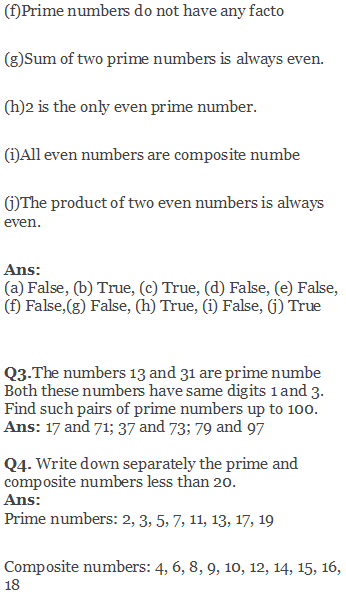 (f)Prime numbers do not have any facto
(g)Sum of two prime numbers is always even.
(h)2 is the only even prime number.
(i)All even numbers are composite numbe
(j)The product of two even numbers is always
even.
Ans:
(a) False, (b) True, (c) True, (d) False, (e) False,
(f) False,(g) False, (h) True, (i) False, (j) True
Q3.The numbers 13 and 31 are prime numbe
Both these numbers have same digits 1 and 3.
Find such pairs of prime numbers up to 100.
Ans: 17 and 71; 37 and 73; 79 and 97
Q4. Write down separately the prime and
composite numbers less than 20.
Ans:
Prime numbers: 2, 3, 5, 7, 11, 13, 17, 19
Composite numbers: 4, 6, 8, 9, 10, 12, 14, 15, 16,
18